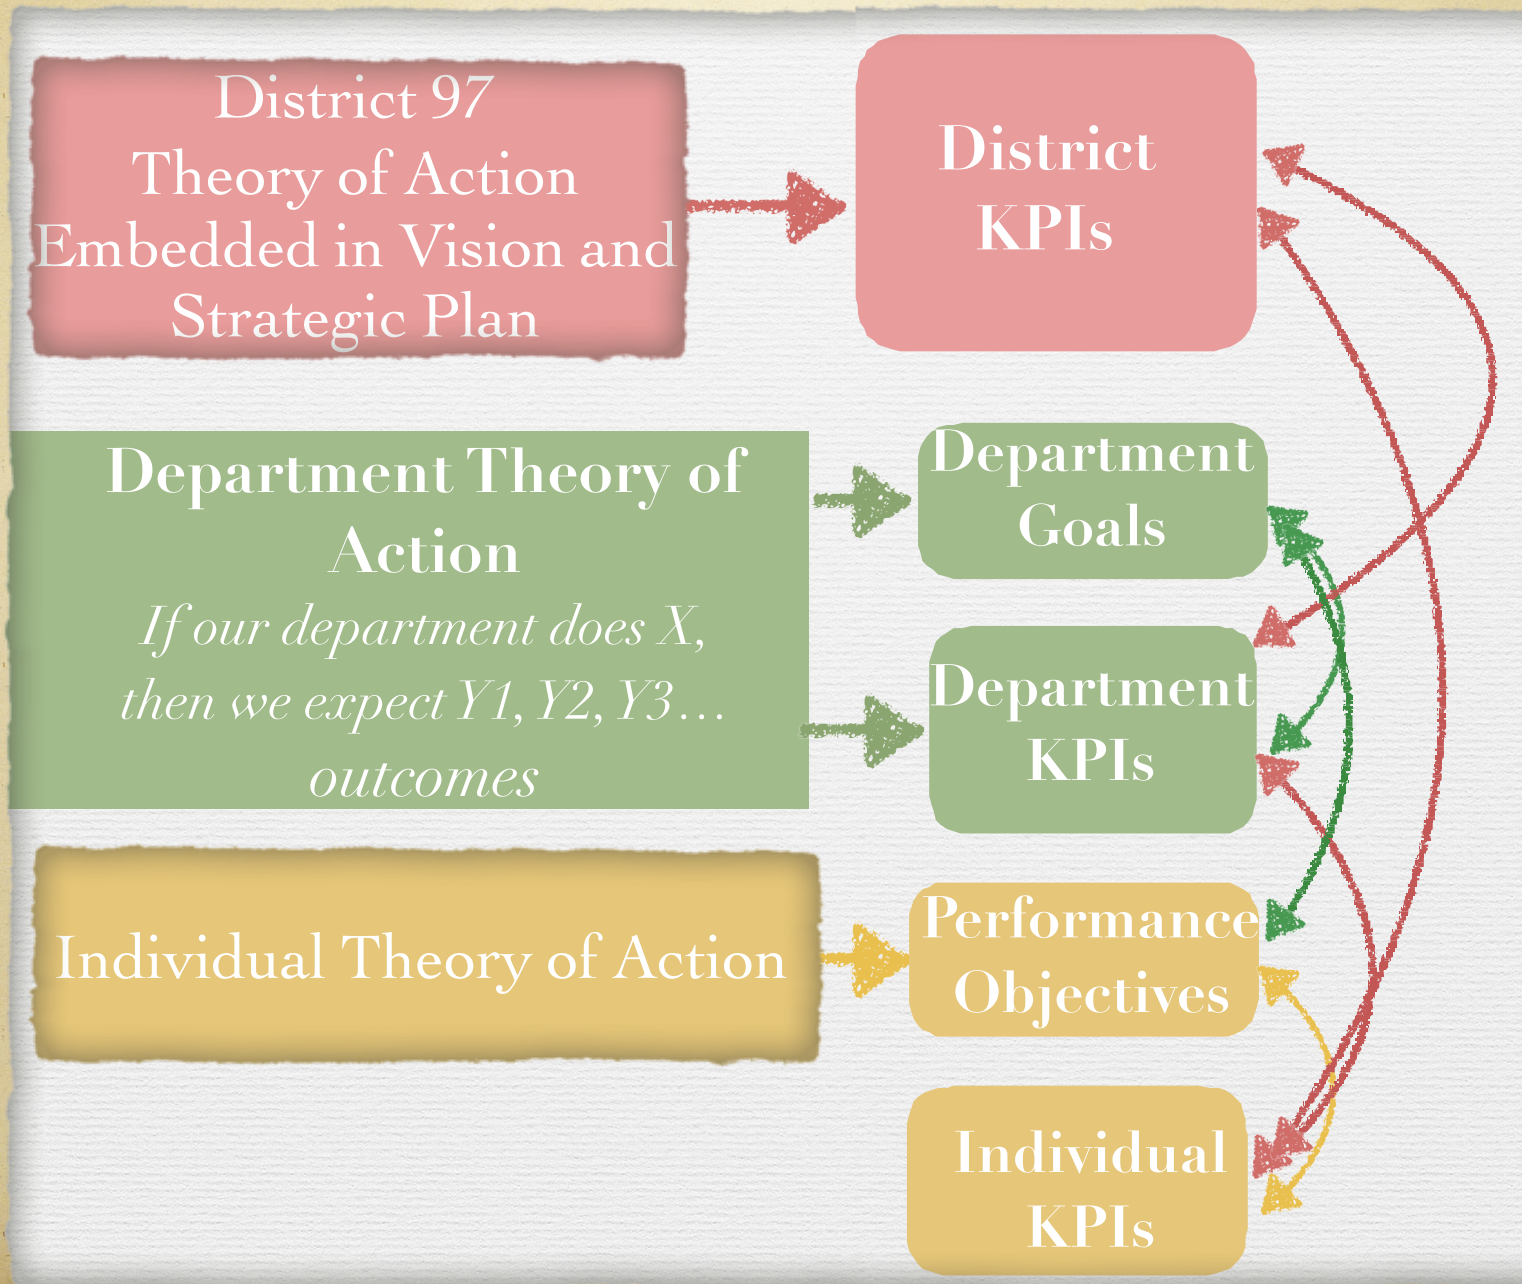 District 97
Theory of Action
Embedded in Vision and
Strategic Plan
District
KPIs
Department Theory of
Action
If our department does X,
then we expect Y1, Y2, Y3…
outcomes
Department
Goals
Department
KPIs
Individual Theory of Action
Performance
Objectives
Individual
KPIs